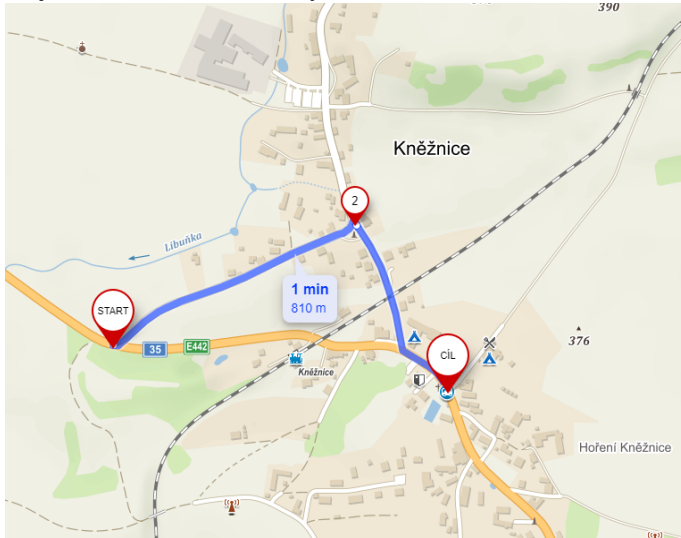 390
Kněžnice
2
Libuňka
1 min
810 m
START
35
E442
Kněžnice
CÍL
376
Hoření Kněžnice